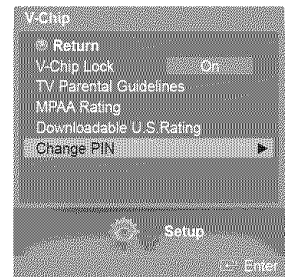 V-Chip
Return
V-Chip Lock On
TV Parental Guidelines
MPAA Rating
Downloadable U.S.Rating
Change PIN
Setup
Enter